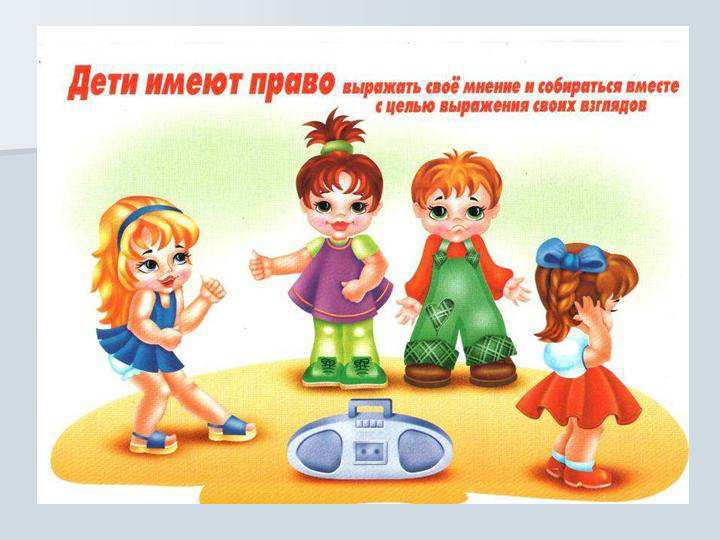 Дети имеют право выражать своё мнение и собираться вместе
с целью выражения своих взглядов